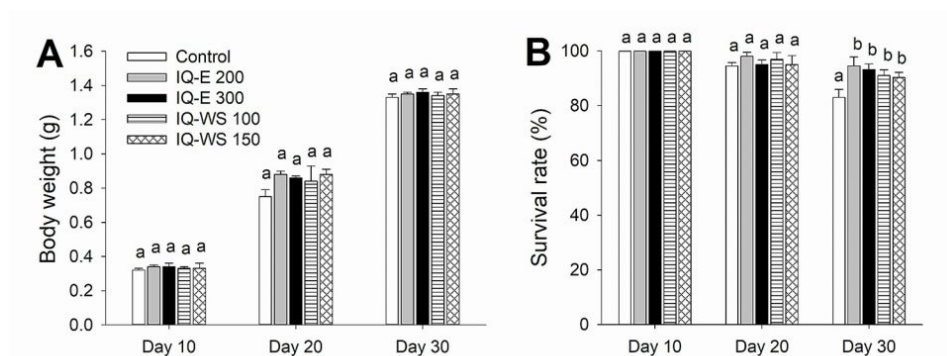 A
Body weight (g)
1.6
1.4
1.2
1.0
0.8
0.6
0.4
0.2
0.0
Control
IQ-E 200
IQ-E 300
IQ-WS 100
IQ-WS 150
a a a a a
a a a a a
a a a a a
Day 10 Day 20 Day 30
B
Survival rate (%)
100
80
60
40
20
0
a a a a a
a a a a a
a b b b b
Day 10 Day 20 Day 30